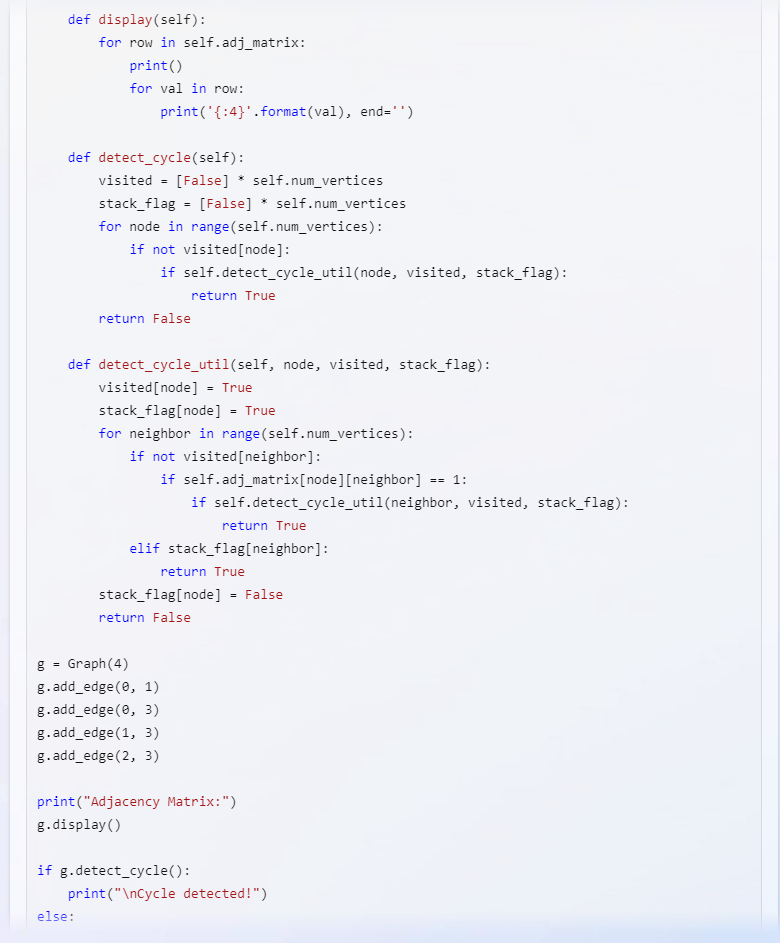 def display(self):
        for row in self.adj_matrix:
            print()
            for val in row:
                print('{:4}'.format(val), end='')

    def detect_cycle(self):
        visited = [False] * self.num_vertices
        stack_flag = [False] * self.num_vertices
        for node in range(self.num_vertices):
            if not visited[node]:
                if self.detect_cycle_util(node, visited, stack_flag):
                    return True
        return False

    def detect_cycle_util(self, node, visited, stack_flag):
        visited[node] = True
        stack_flag[node] = True
        for neighbor in range(self.num_vertices):
            if not visited[neighbor]:
                if self.adj_matrix[node][neighbor] == 1:
                    if self.detect_cycle_util(neighbor, visited, stack_flag):
                        return True
            elif stack_flag[neighbor]:
                return True
        stack_flag[node] = False
        return False

g = Graph(4)
g.add_edge(0, 1)
g.add_edge(0, 3)
g.add_edge(1, 3)
g.add_edge(2, 3)

print("Adjacency Matrix:")
g.display()

if g.detect_cycle():
    print("\nCycle detected!")
else: